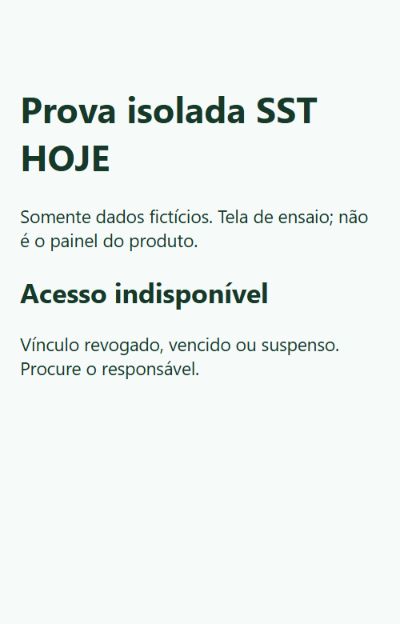 Prova isolada SST
HOJE
Somente dados fictícios. Tela de ensaio; não
é o painel do produto.
Acesso indisponível
Vínculo revogado, vencido ou suspenso.
Procure o responsável.